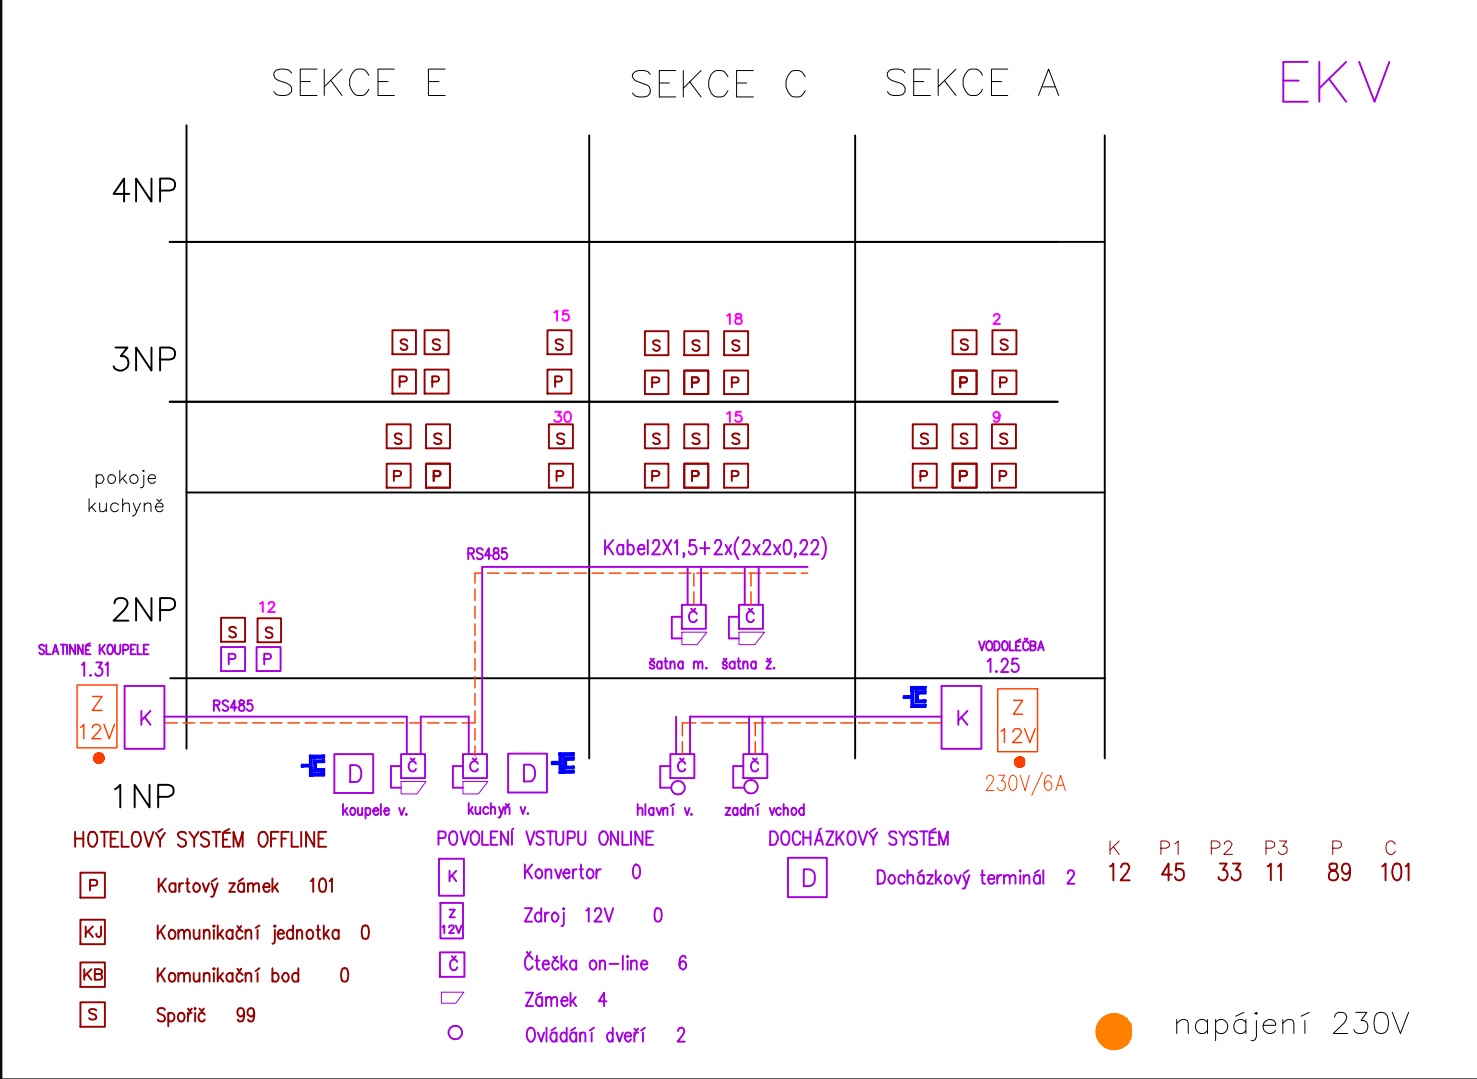 SEKCE E SEKCE C SEKCE A EKV
4NP
15 18 2
S S S S S S S S
3NP
P P P P P P P P
30 15 9
S S S S S S S S S
P P P P P P P P P
pokoje
kuchyně
RS485 Kabel2X1,5+2x(2x2x0,22)
2NP
12
S S
Č Č
P P
šatna m. šatna ž.
SLATINNÉ KOUPELE
1.31
VODOLÉČBA
1.25
Z
12V
K
RS485
K
Z
12V
D Č Č D Č Č
230V/6A
1NP
koupele v. kuchyň v. hlavní v. zadní vchod
HOTELOVÝ SYSTÉM OFFLINE
P Kartový zámek 101
KJ Komunikační jednotka 0
KB Komunikační bod 0
S Spořič 99
POVOLENÍ VSTUPU ONLINE
K Konvertor 0
Z
12V Zdroj 12V 0
Č Čtečka on-line 6
Zámek 4
Ovládání dveří 2
DOCHÁZKOVÝ SYSTÉM
D Docházkový terminál 2
K P1 P2 P3 P C
12 45 33 11 89 101
napájení 230V